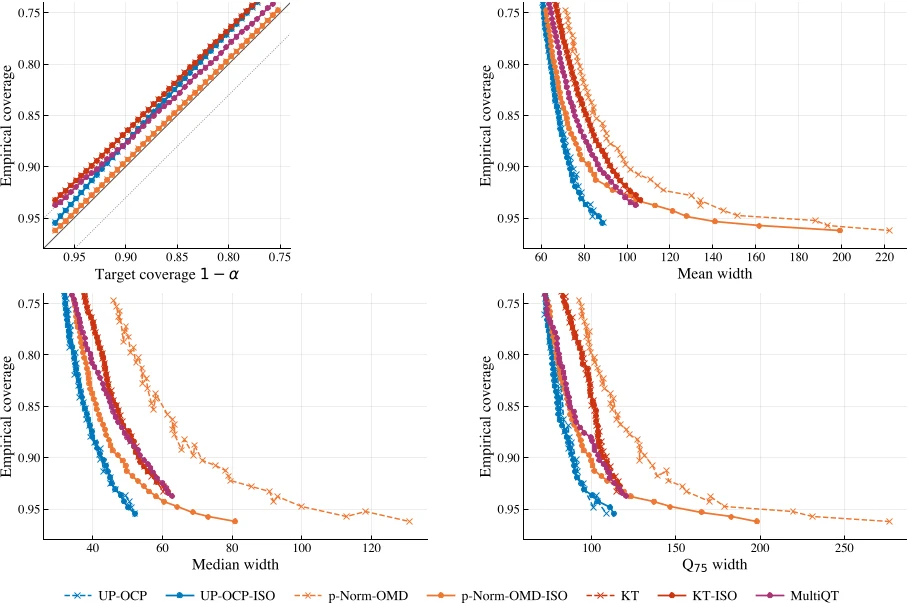 0.75
0.80
0.85
0.90
0.95
Empirical coverage
0.95 0.90 0.85 0.80 0.75
Target coverage 1 − α
0.75
0.80
0.85
0.90
0.95
Empirical coverage
60 80 100 120 140 160 180 200 220
Mean width
0.75
0.80
0.85
0.90
0.95
Empirical coverage
40 60 80 100 120
Median width
0.75
0.80
0.85
0.90
0.95
Empirical coverage
100 150 200 250
Q75 width
UP-OCP UP-OCP-ISO p-Norm-OMD p-Norm-OMD-ISO KT KT-ISO MultiQT